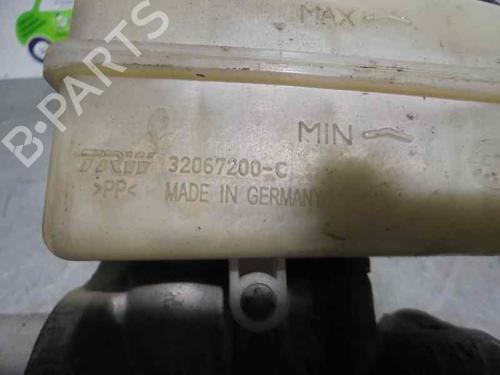 MAX
MIN
TRW 32067200-C
>PP< MADE IN GERMANY
B-PARTS